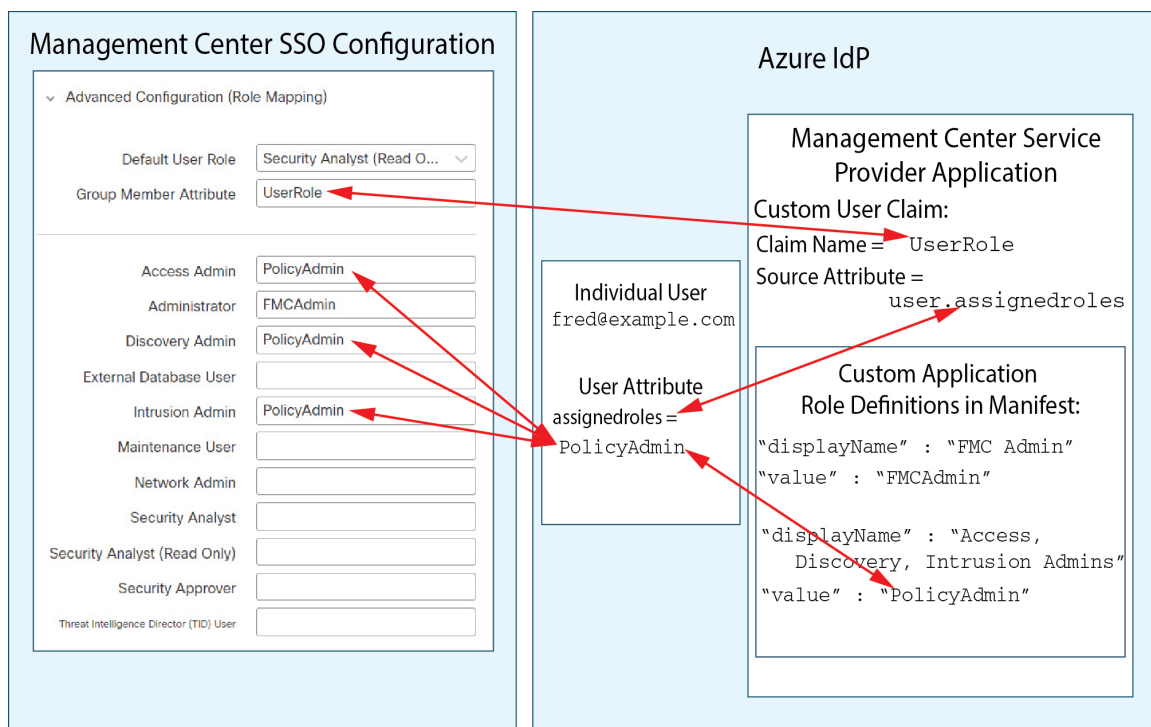 Management Center SSO Configuration
Advanced Configuration (Role Mapping)
Default User Role
Security Analyst (Read O...
Group Member Attribute
UserRole
Access Admin
PolicyAdmin
Administrator
FMCAdmin
Discovery Admin
PolicyAdmin
External Database User
Intrusion Admin
PolicyAdmin
Maintenance User
Network Admin
Security Analyst
Security Analyst (Read Only)
Security Approver
Threat Intelligence Director (TID) User
Azure IdP
Individual User
fred@example.com
User Attribute
assignedroles =
PolicyAdmin
Management Center Service
Provider Application
Custom User Claim:
Claim Name = UserRole
Source Attribute =
user.assignedroles
Custom Application
Role Definitions in Manifest:
“displayName” : “FMC Admin”
“value” : “FMCAdmin”
“displayName” : “Access,
Discovery, Intrusion Admins”
“value” : “PolicyAdmin”